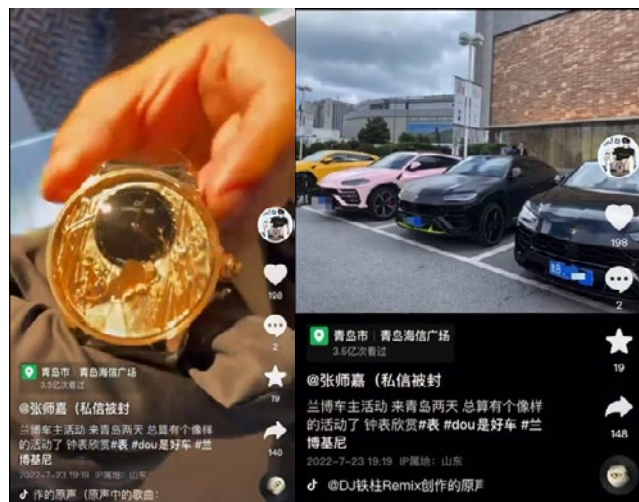 198
2
19
148
青岛市 | 青岛海信广场
3.5亿次看过
@张师嘉（私信被封
兰博车主活动 来青岛两天 总算有个像样
的活动了 钟表欣赏#表 #dou是好车 #兰
博基尼
2022-7-23 19:19 IP属地：山东
作的原声（原声中的歌曲：
198
2
19
148
青岛市 | 青岛海信广场
3.5亿次看过
@张师嘉（私信被封
兰博车主活动 来青岛两天 总算有个像样
的活动了 钟表欣赏#表 #dou是好车 #兰
博基尼
2022-7-23 19:19 IP属地：山东
@DJ铁柱Remix创作的原声